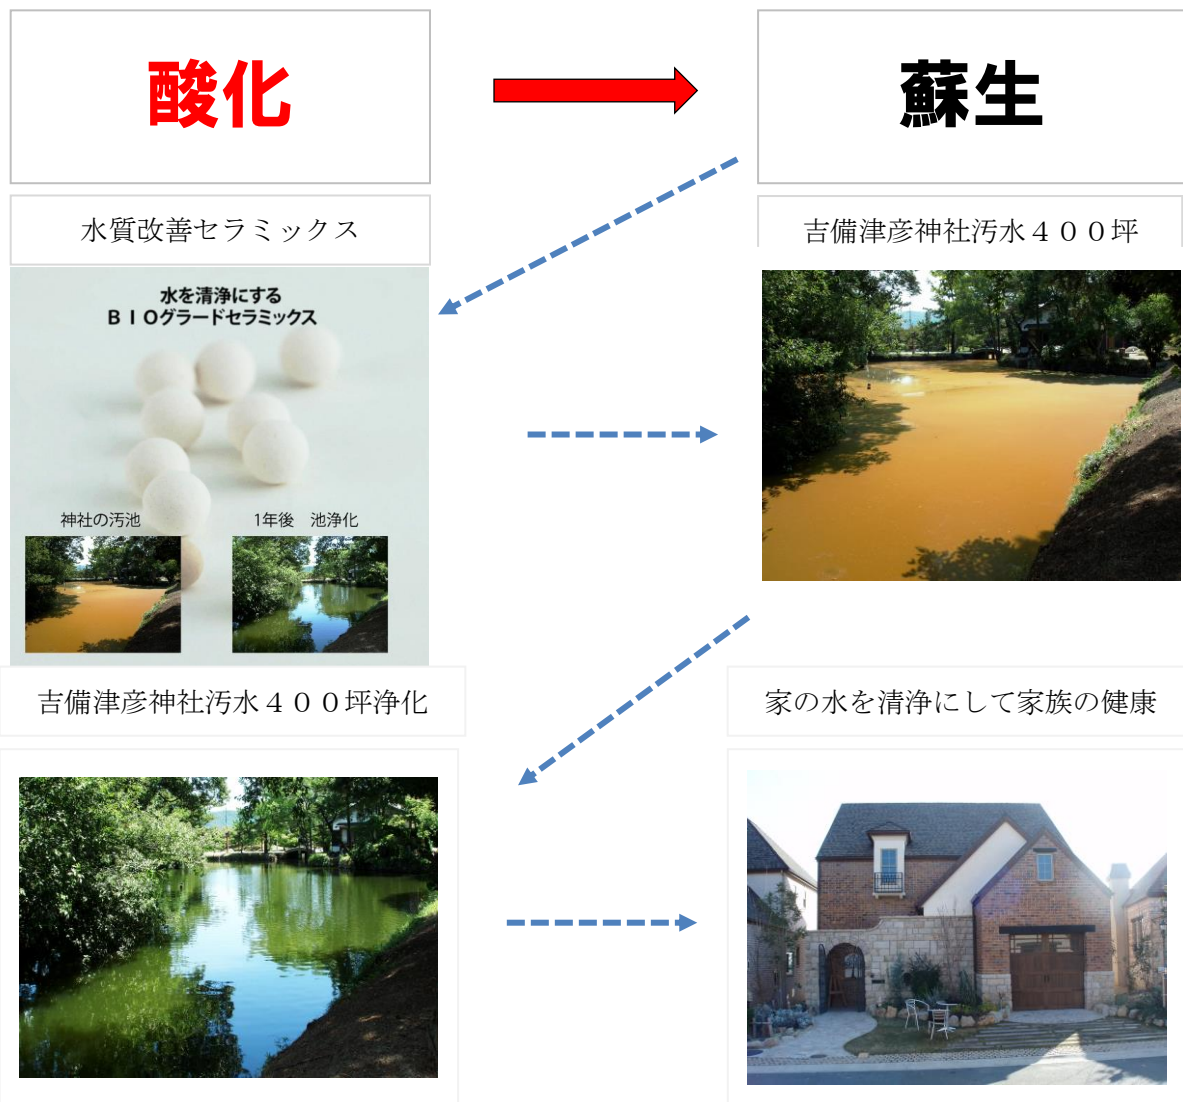 酸化
蘇生
水質改善セラミックス
吉備津彦神社汚水４００坪
水を清浄にする
ＢＩＯグラードセラミックス
神社の汚池
1年後　池浄化
吉備津彦神社汚水４００坪浄化
家の水を清浄にして家族の健康